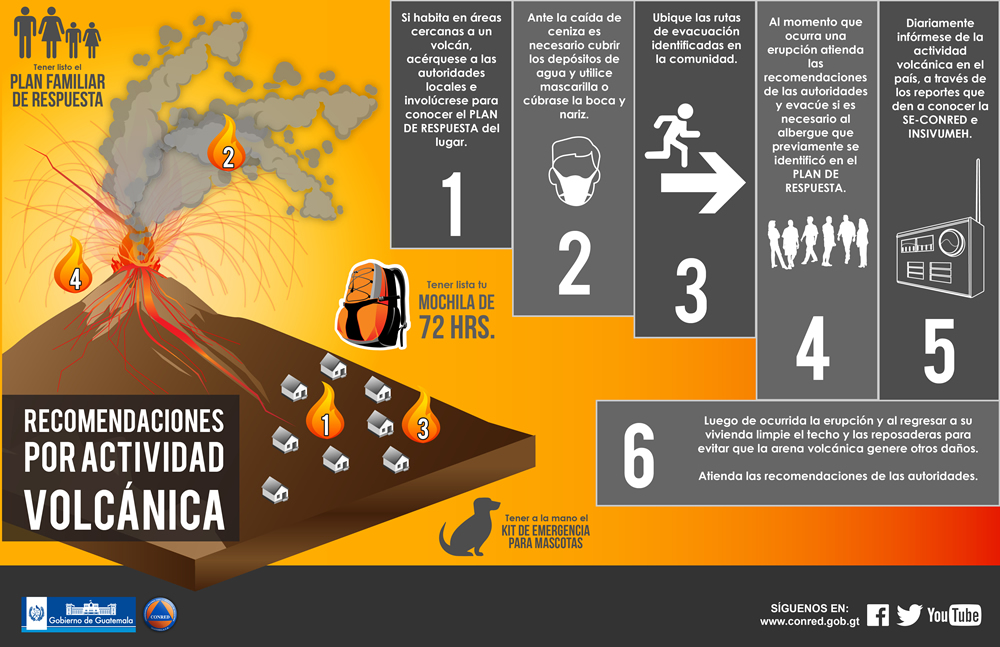 Tener listo el
PLAN FAMILIAR
DE RESPUESTA
Si habita en áreas
cercanas a un
volcán,
acérquese a las
autoridades
locales e
involúcrese para
conocer el PLAN
DE RESPUESTA del
lugar.
1
Ante la caída de
ceniza es
necesario cubrir
los depósitos de
agua y utilice
mascarilla o
cúbrase la boca y
nariz.
2
Ubique las rutas
de evacuación
identificadas en
la comunidad.
3
Al momento que
ocurra una
erupción atienda
las
recomendaciones
de las autoridades
y evacúe si es
necesario al
albergue que
previamente se
identificó en el
PLAN DE
RESPUESTA.
4
Diariamente
infórmese de la
actividad
volcánica en el
país, a través de
los reportes que
den a conocer la
SE-CONRED e
INSIVUMEH.
5
2
4
1
3
Tener lista tu
MOCHILA DE
72 HRS.
RECOMENDACIONES
POR ACTIVIDAD
VOLCÁNICA
6
Luego de ocurrida la erupción y al regresar a su
vivienda limpie el techo y las reposaderas para
evitar que la arena volcánica genere otros daños.
Atienda las recomendaciones de las autoridades.
Tener a la mano el
KIT DE EMERGENCIA
PARA MASCOTAS
Gobierno de Guatemala
CONRED
SÍGUENOS EN:
www.conred.gob.gt
YouTube